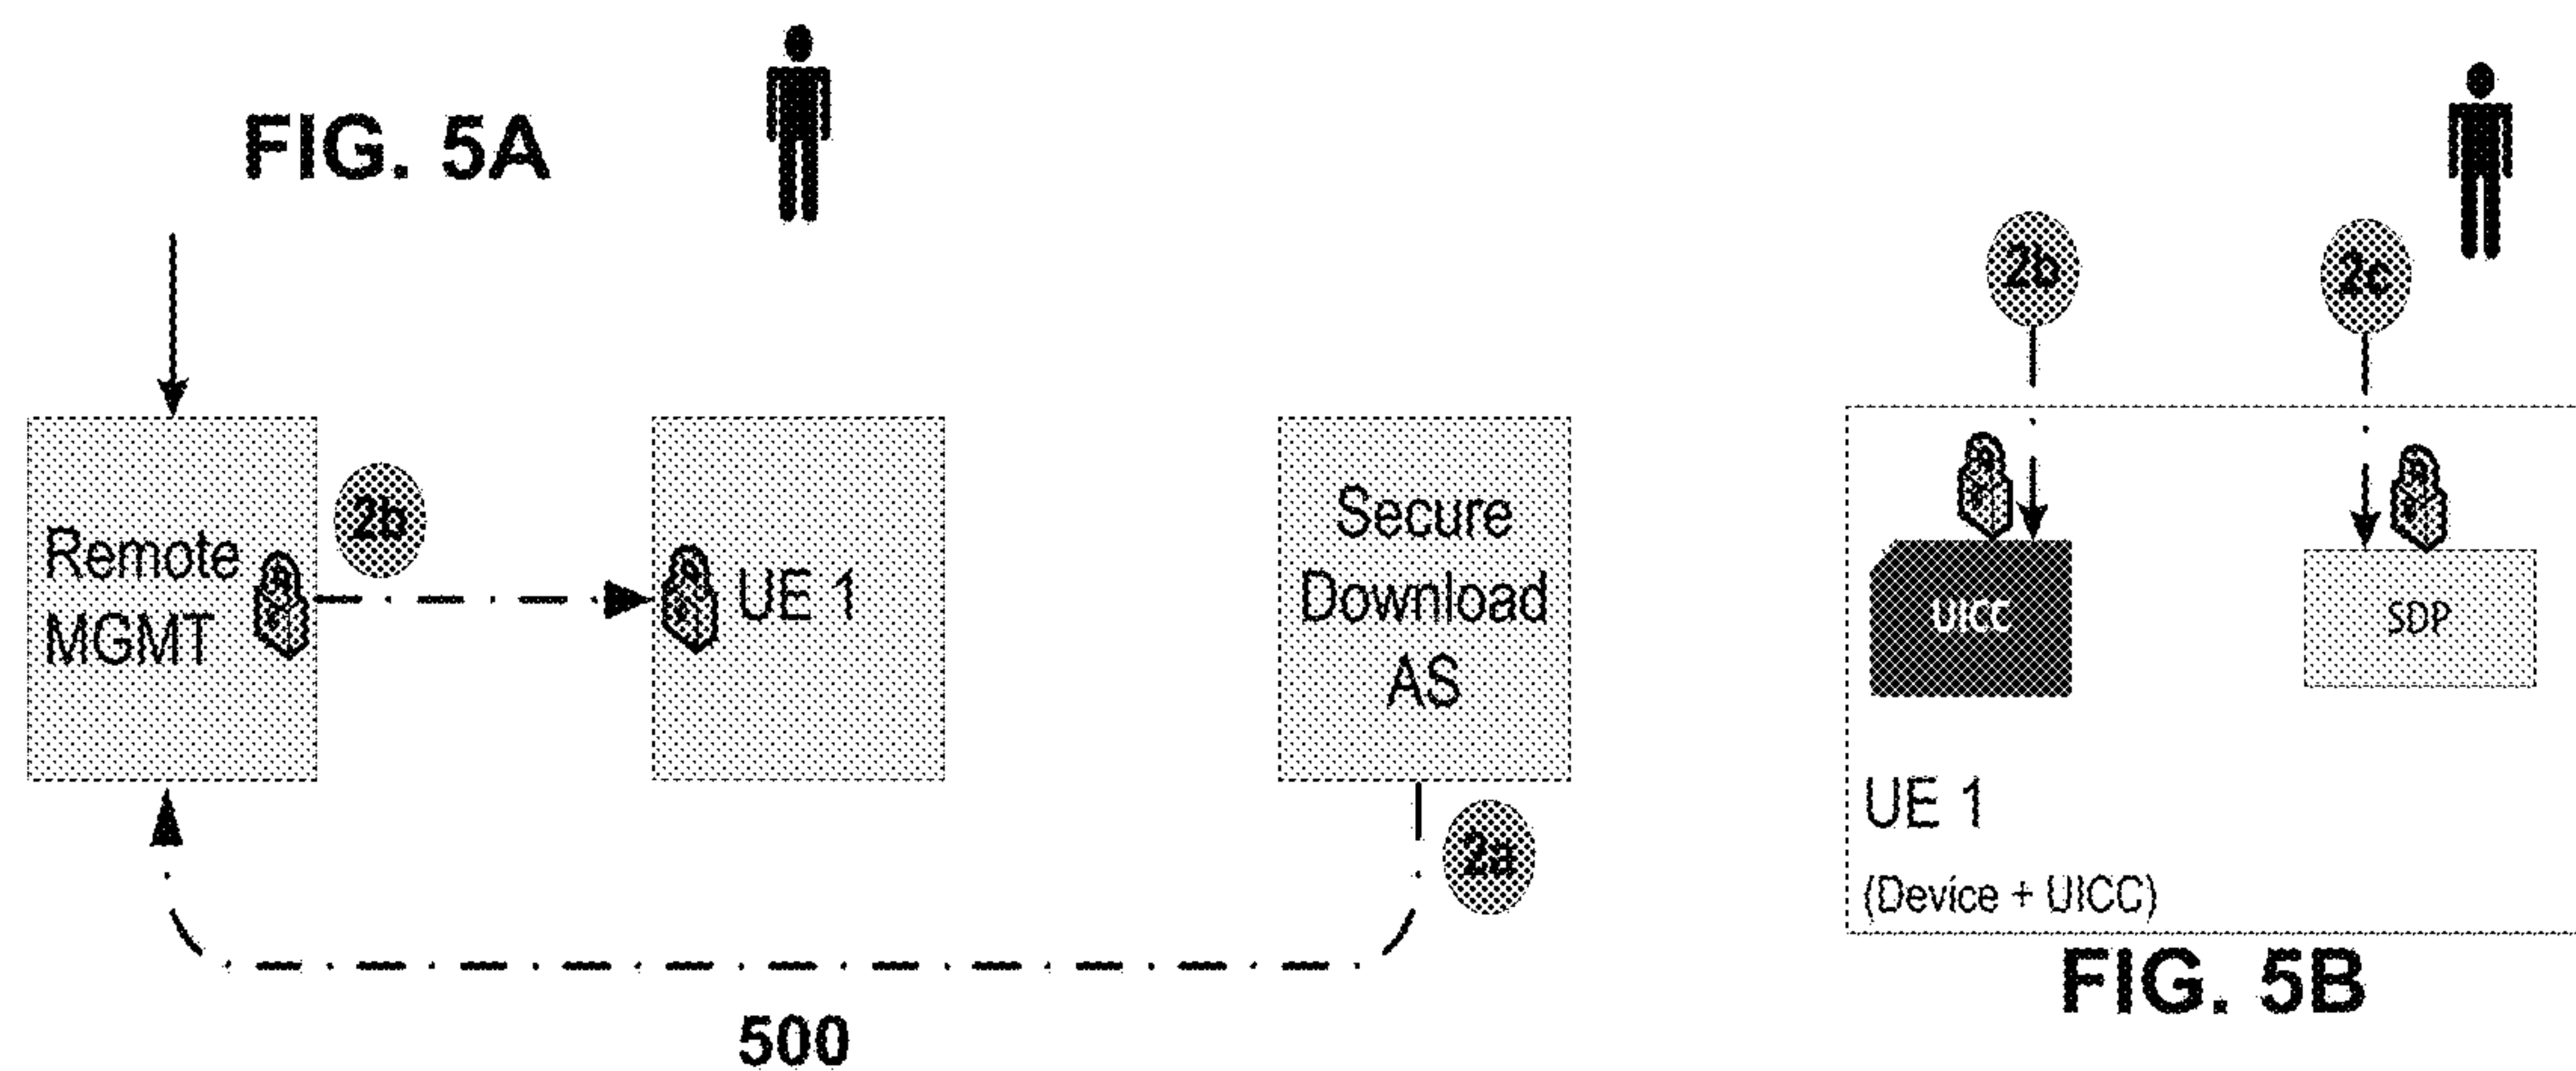 FIG. 5A
2b
Remote
MGMT
UE 1
Secure
Download
AS
2a
500
2b
2c
UICC
SDP
UE 1
(Device + UICC)
FIG. 5B